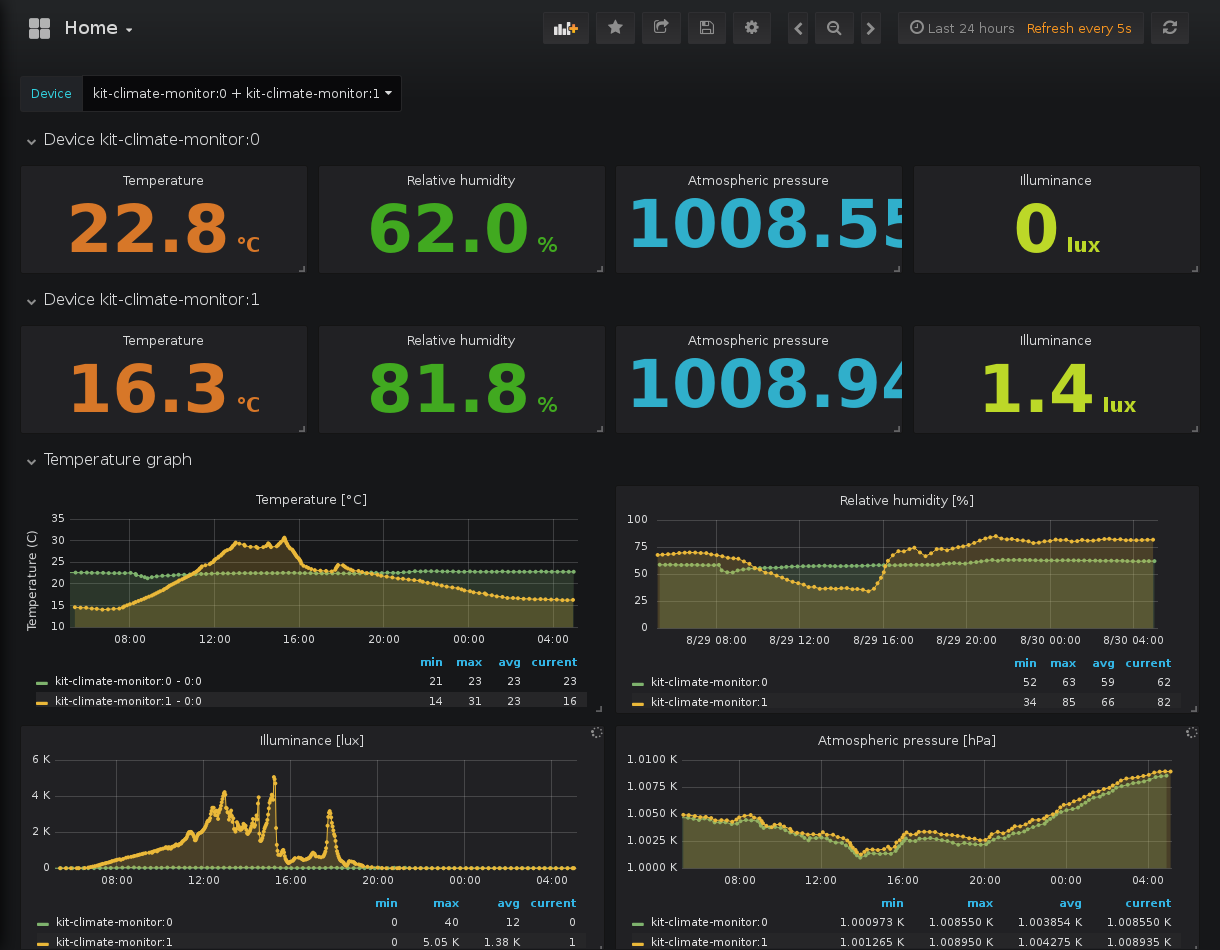 Home
Last 24 hours Refresh every 5s
Device kit-climate-monitor:0 + kit-climate-monitor:1
Device kit-climate-monitor:0
Temperature Relative humidity Atmospheric pressure Illuminance
22.8 °C 62.0 % 1008.55 0 lux
Device kit-climate-monitor:1
Temperature Relative humidity Atmospheric pressure Illuminance
16.3 °C 81.8 % 1008.94 1.4 lux
Temperature graph
Temperature [°C]
Temperature (C)
35
30
25
20
15
10
08:00 12:00 16:00 20:00 00:00 04:00
min max avg current
kit-climate-monitor:0 - 0:0 21 23 23 23
kit-climate-monitor:1 - 0:0 14 31 23 16
Relative humidity [%]
100
75
50
25
0
8/29 08:00 8/29 12:00 8/29 16:00 8/29 20:00 8/30 00:00 8/30 04:00
min max avg current
kit-climate-monitor:0 52 63 59 62
kit-climate-monitor:1 34 85 66 82
Illuminance [lux]
6 K
4 K
2 K
0
08:00 12:00 16:00 20:00 00:00 04:00
min max avg current
kit-climate-monitor:0 0 40 12 0
kit-climate-monitor:1 0 5.05 K 1.38 K 1
Atmospheric pressure [hPa]
1.0100 K
1.0075 K
1.0050 K
1.0025 K
1.0000 K
08:00 12:00 16:00 20:00 00:00 04:00
min max avg current
kit-climate-monitor:0 1.000973 K 1.008550 K 1.003854 K 1.008550 K
kit-climate-monitor:1 1.001265 K 1.008950 K 1.004275 K 1.008935 K